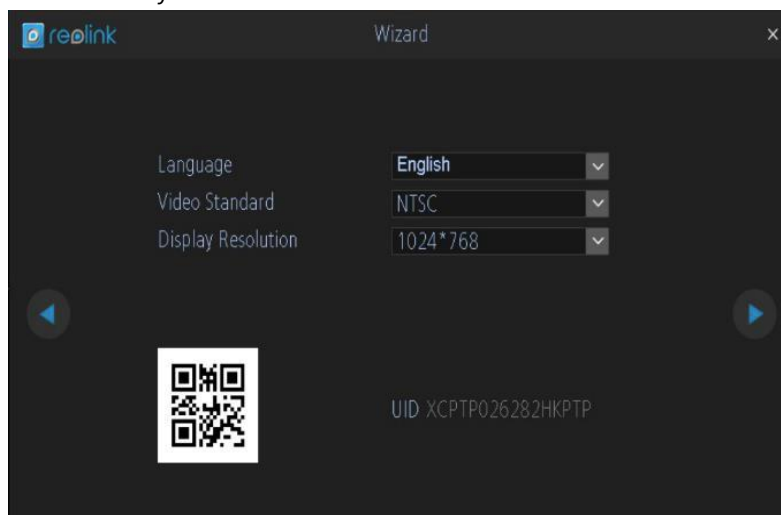 reolink Wizard ×
Language English
Video Standard NTSC
Display Resolution 1024*768
UID XCPTP026282HKPTP